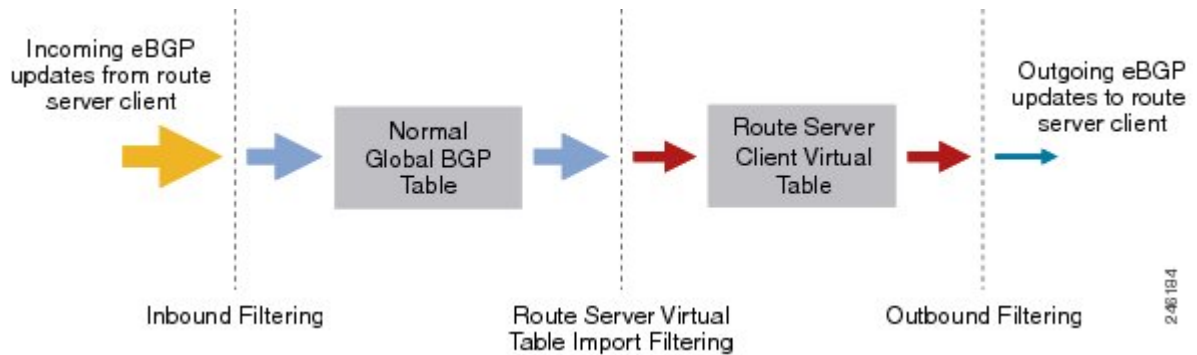 Incoming eBGP
updates from route
server client
Normal
Global BGP
Table
Route Server
Client Virtual
Table
Outgoing eBGP
updates to route
server client
Inbound Filtering
Route Server Virtual
Table Import Filtering
Outbound Filtering
246194